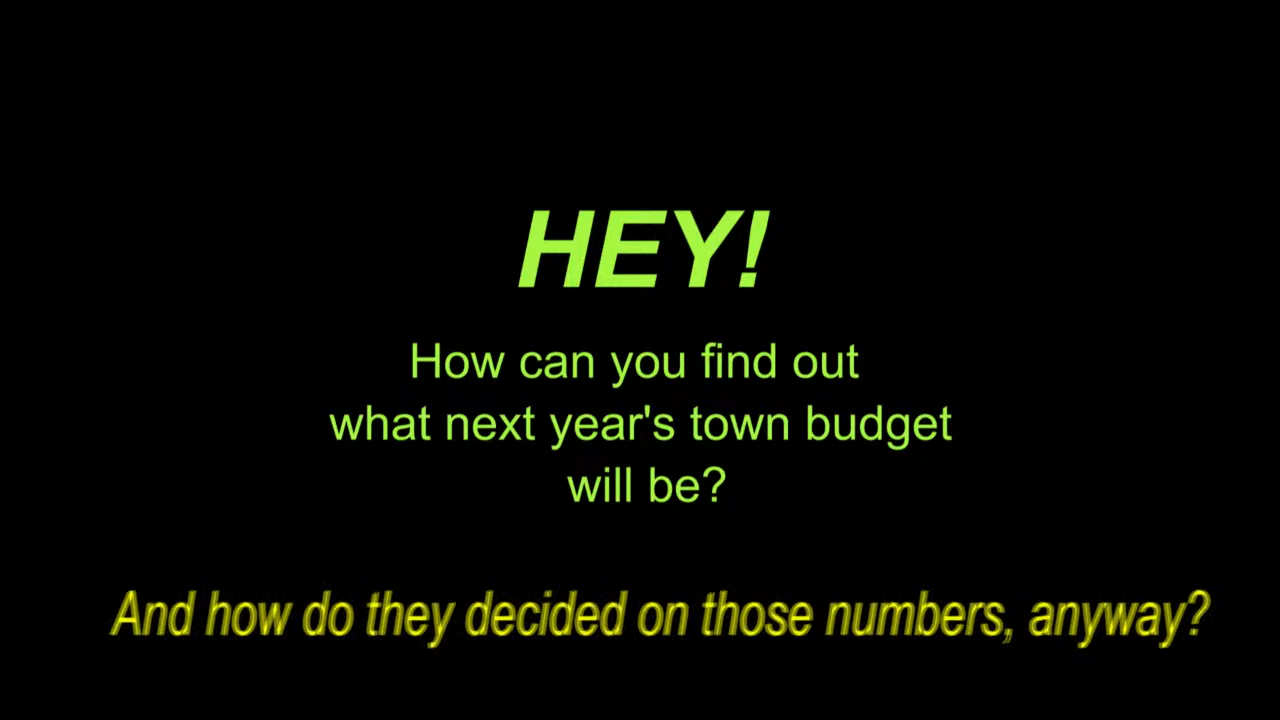 HEY!
How can you find out
what next year's town budget
will be?
And how do they decided on those numbers, anyway?